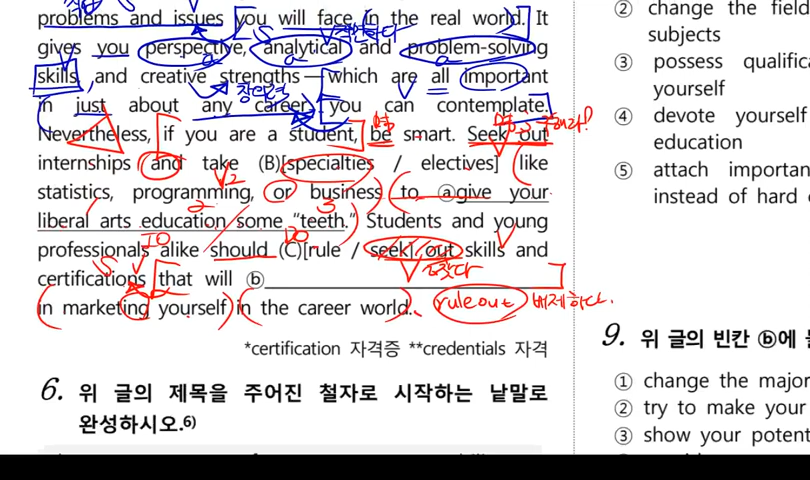 problems and issues you will face in the real world. It
gives you perspective, analytical and problem-solving
skills, and creative strengths—which are all important
in just about any career you can contemplate.
Nevertheless, if you are a student, be smart. Seek out
internships and take (B)[specialties / electives] (like
statistics, programming, or business) to ⓐgive your
liberal arts education some “teeth.” Students and young
professionals alike should (C)[rule / seek] out skills and
certifications that will ⓑ
in marketing yourself in the career world.
rule out 배제하다.
장래성
찾다
*certification 자격증 **credentials 자격
6. 위 글의 제목을 주어진 철자로 시작하는 낱말로
완성하시오.6)
② change the field
subjects
③ possess qualifica
yourself
④ devote yourself
education
⑤ attach importan
instead of hard
9. 위 글의 빈칸 ⓑ에 들
① change the major
② try to make your
③ show your potent